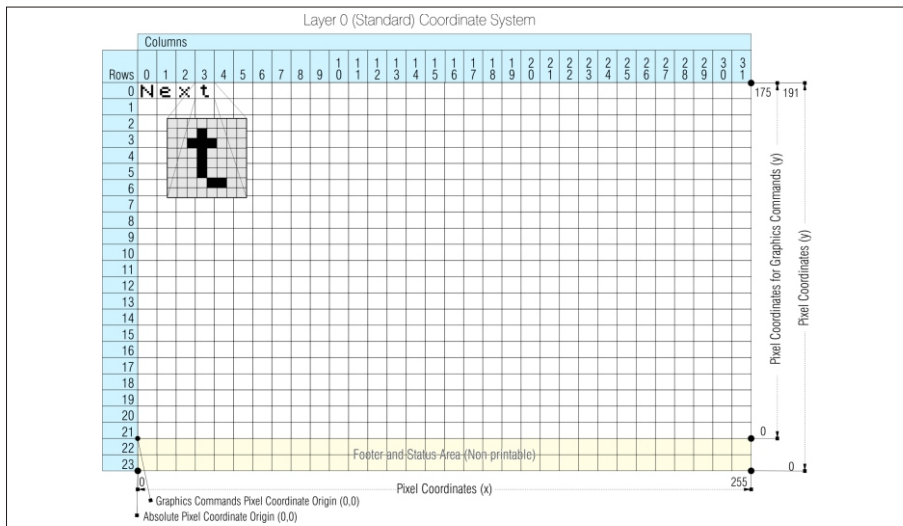 Layer 0 (Standard) Coordinate System
Columns
Rows 0 1 2 3 4 5 6 7 8 9 10 11 12 13 14 15 16 17 18 19 20 21 22 23 24 25 26 27 28 29 30 31
0 Next 175 191
1
2
3
4
5
6
7
8
9
10
11
12
13
14
15
16
17
18
19
20
21 0
22 Footer and Status Area (Non printable)
23 0
Pixel Coordinates for Graphics Commands (y)
Pixel Coordinates (y)
0 Pixel Coordinates (x) 255
Graphics Commands Pixel Coordinate Origin (0,0)
Absolute Pixel Coordinate Origin (0,0)
t